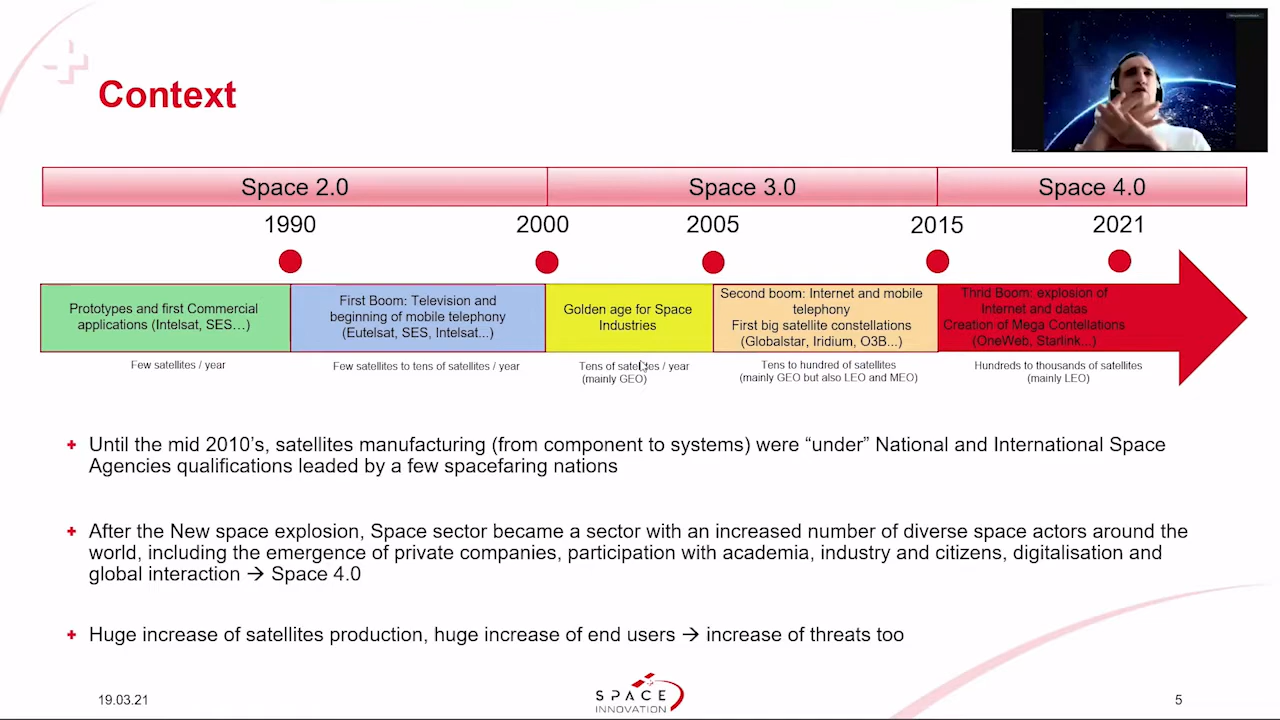 Context
Space 2.0
Space 3.0
Space 4.0
1990
2000
2005
2015
2021
Prototypes and first Commercial
applications (Intelsat, SES…)
First Boom: Television and
beginning of mobile telephony
(Eutelsat, SES, Intelsat...)
Golden age for Space
Industries
Second boom: Internet and mobile
telephony
First big satellite constellations
(Globalstar, Iridium, O3B...)
Thrid Boom: explosion of
Internet and datas
Creation of Mega Contellations
(OneWeb, Starlink...)
Few satellites / year
Few satellites to tens of satellites / year
Tens of satellites / year
(mainly GEO)
Tens to hundred of satellites
(mainly GEO but also LEO and MEO)
Hundreds to thousands of satellites
(mainly LEO)
Until the mid 2010’s, satellites manufacturing (from component to systems) were “under” National and International Space
Agencies qualifications leaded by a few spacefaring nations
After the New space explosion, Space sector became a sector with an increased number of diverse space actors around the
world, including the emergence of private companies, participation with academia, industry and citizens, digitalisation and
global interaction → Space 4.0
Huge increase of satellites production, huge increase of end users → increase of threats too
19.03.21
SPACE
INNOVATION
5